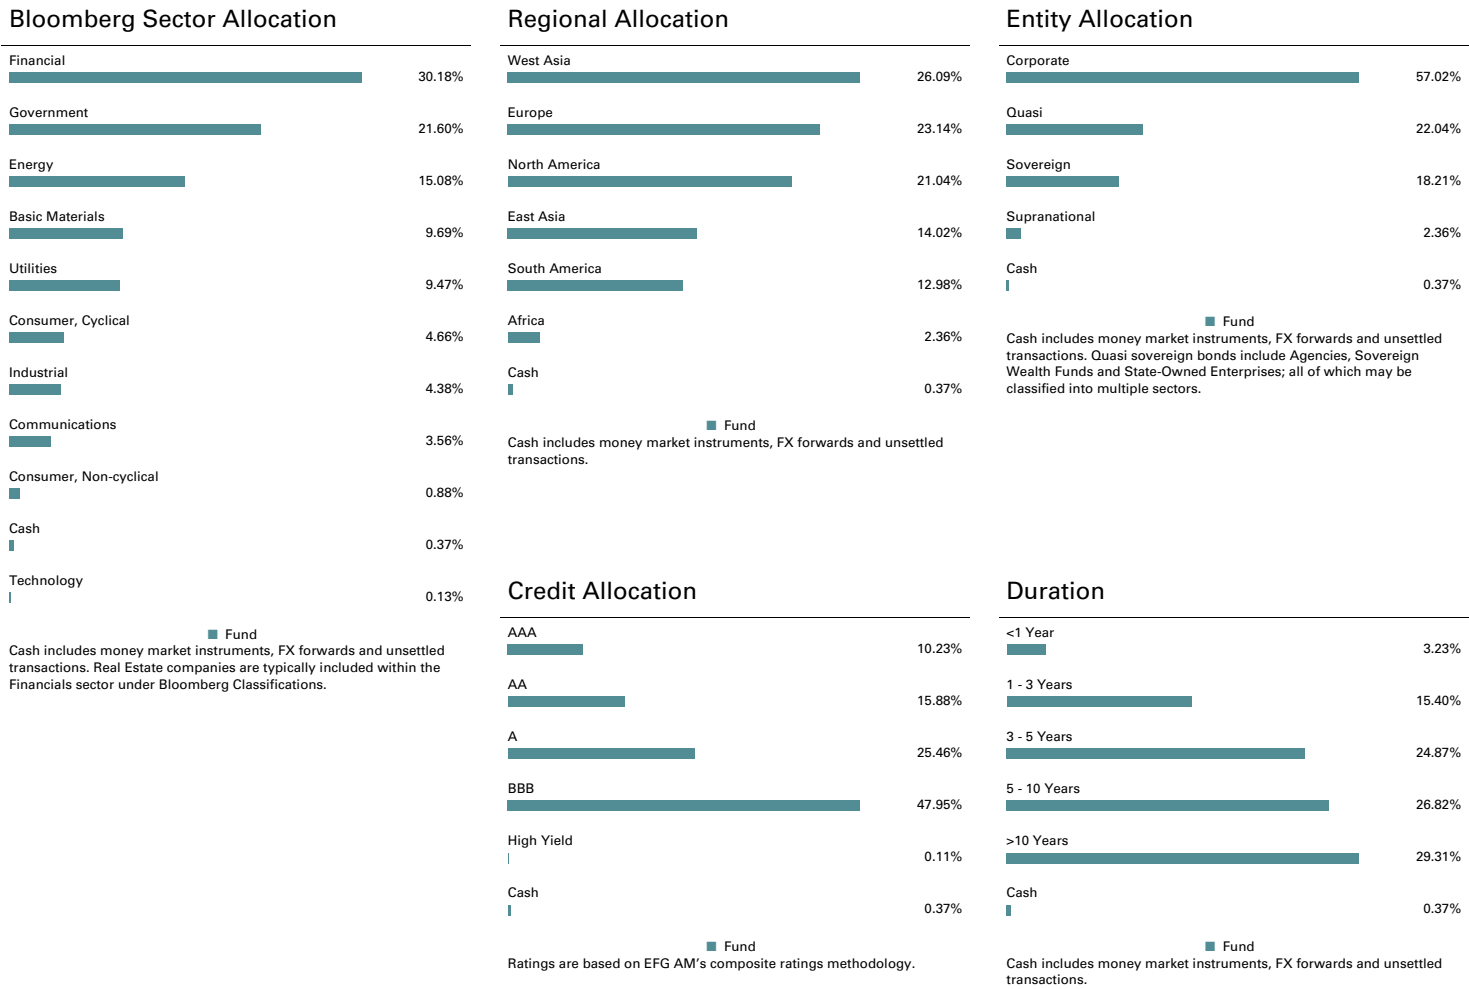 Bloomberg Sector Allocation
Financial
30.18%
Government
21.60%
Energy
15.08%
Basic Materials
9.69%
Utilities
9.47%
Consumer, Cyclical
4.66%
Industrial
4.38%
Communications
3.56%
Consumer, Non-cyclical
0.88%
Cash
0.37%
Technology
0.13%
Fund
Cash includes money market instruments, FX forwards and unsettled
transactions. Real Estate companies are typically included within the
Financials sector under Bloomberg Classifications.
Regional Allocation
West Asia
26.09%
Europe
23.14%
North America
21.04%
East Asia
14.02%
South America
12.98%
Africa
2.36%
Cash
0.37%
Fund
Cash includes money market instruments, FX forwards and unsettled
transactions.
Entity Allocation
Corporate
57.02%
Quasi
22.04%
Sovereign
18.21%
Supranational
2.36%
Cash
0.37%
Fund
Cash includes money market instruments, FX forwards and unsettled
transactions. Quasi sovereign bonds include Agencies, Sovereign
Wealth Funds and State-Owned Enterprises; all of which may be
classified into multiple sectors.
Credit Allocation
AAA
10.23%
AA
15.88%
A
25.46%
BBB
47.95%
High Yield
0.11%
Cash
0.37%
Fund
Ratings are based on EFG AM's composite ratings methodology.
Duration
<1 Year
3.23%
1 - 3 Years
15.40%
3 - 5 Years
24.87%
5 - 10 Years
26.82%
>10 Years
29.31%
Cash
0.37%
Fund
Cash includes money market instruments, FX forwards and unsettled
transactions.